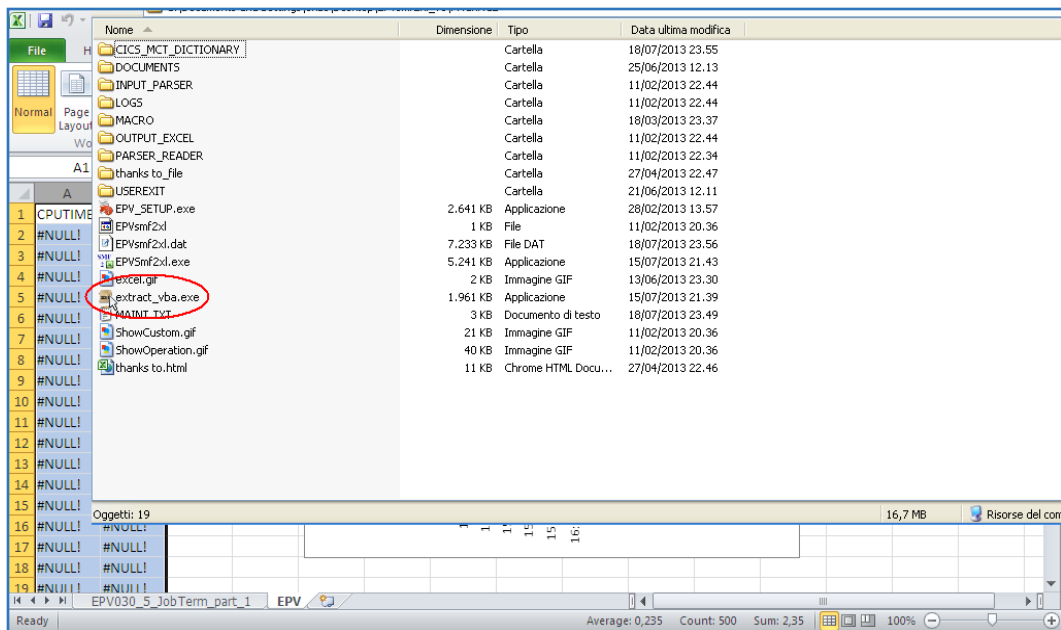 File H
Normal Page
Layout
Wo
A1
A
Nome Dimensione Tipo Data ultima modifica
CICS_MCT_DICTIONARY Cartella 18/07/2013 23.55
DOCUMENTS Cartella 25/06/2013 12.13
INPUT_PARSER Cartella 11/02/2013 22.44
LOGS Cartella 11/02/2013 22.44
MACRO Cartella 18/03/2013 23.37
OUTPUT_EXCEL Cartella 11/02/2013 22.44
PARSER_READER Cartella 11/02/2013 22.34
thanks to_file Cartella 27/04/2013 22.47
USEREXIT Cartella 21/06/2013 12.11
EPV_SETUP.exe 2.641 KB Applicazione 28/02/2013 13.57
EPVsmf2xl 1 KB File 11/02/2013 20.36
EPVsmf2xl.dat 7.233 KB File DAT 18/07/2013 23.56
EPVSmf2xl.exe 5.241 KB Applicazione 15/07/2013 21.43
excel.gif 2 KB Immagine GIF 13/06/2013 23.30
extract_vba.exe 1.961 KB Applicazione 15/07/2013 21.39
MAINT.TXT 3 KB Documento di testo 18/07/2013 23.49
ShowCustom.gif 21 KB Immagine GIF 11/02/2013 20.36
ShowOperation.gif 40 KB Immagine GIF 11/02/2013 20.36
thanks to.html 11 KB Chrome HTML Docu... 27/04/2013 22.46
Oggetti: 19 16,7 MB Risorse del com
1 CPUTIME
2 #NULL!
3 #NULL!
4 #NULL!
5 #NULL!
6 #NULL!
7 #NULL!
8 #NULL!
9 #NULL!
10 #NULL!
11 #NULL!
12 #NULL!
13 #NULL!
14 #NULL!
15 #NULL!
16 #NULL! #NULL!
17 #NULL! #NULL!
18 #NULL! #NULL!
19 #NULL! #NULL!
EPV030_5_JobTerm_part_1 EPV
Ready Average: 0,235 Count: 500 Sum: 2,35 100%